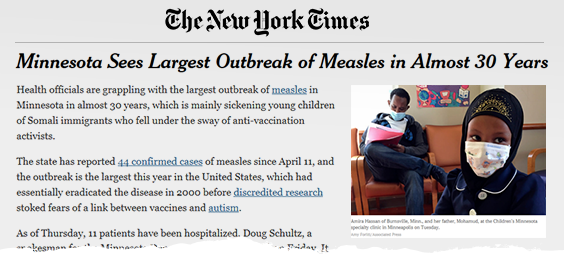 The New York Times
Minnesota Sees Largest Outbreak of Measles in Almost 30 Years
Health officials are grappling with the largest outbreak of measles in
Minnesota in almost 30 years, which is mainly sickening young children
of Somali immigrants who fell under the sway of anti-vaccination
activists.
The state has reported 44 confirmed cases of measles since April 11, and
the outbreak is the largest this year in the United States, which had
essentially eradicated the disease in 2000 before discredited research
stoked fears of a link between vaccines and autism.
Amira Hassan of Burnsville, Minn., and her father, Mohamud, at the Children's Minnesota
specialty clinic in Minneapolis on Tuesday.
As of Thursday, 11 patients have been hospitalized. Doug Schultz, a
spokesman for the Minnesota
Friday. It